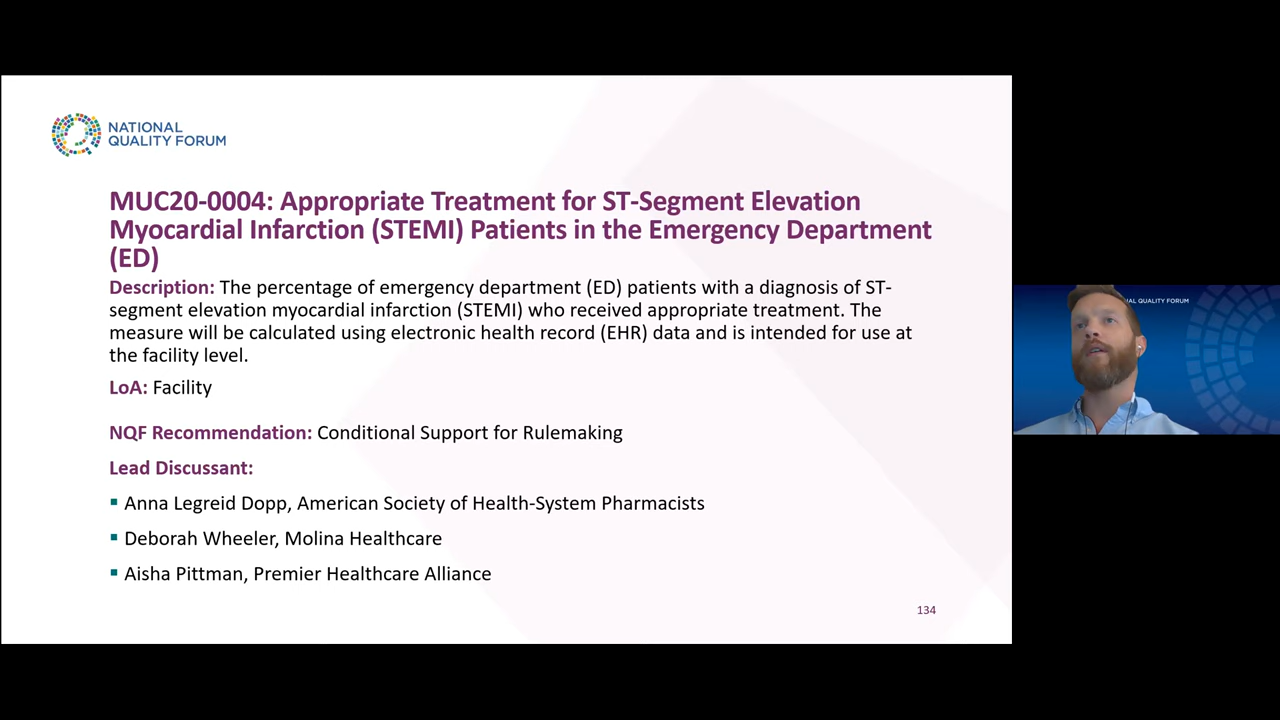 NATIONAL
QUALITY FORUM
MUC20-0004: Appropriate Treatment for ST-Segment Elevation
Myocardial Infarction (STEMI) Patients in the Emergency Department
(ED)
Description: The percentage of emergency department (ED) patients with a diagnosis of ST-
segment elevation myocardial infarction (STEMI) who received appropriate treatment. The
measure will be calculated using electronic health record (EHR) data and is intended for use at
the facility level.
LoA: Facility
NQF Recommendation: Conditional Support for Rulemaking
Lead Discussant:
▪ Anna Legreid Dopp, American Society of Health-System Pharmacists
▪ Deborah Wheeler, Molina Healthcare
▪ Aisha Pittman, Premier Healthcare Alliance
134
QUALITY FORUM